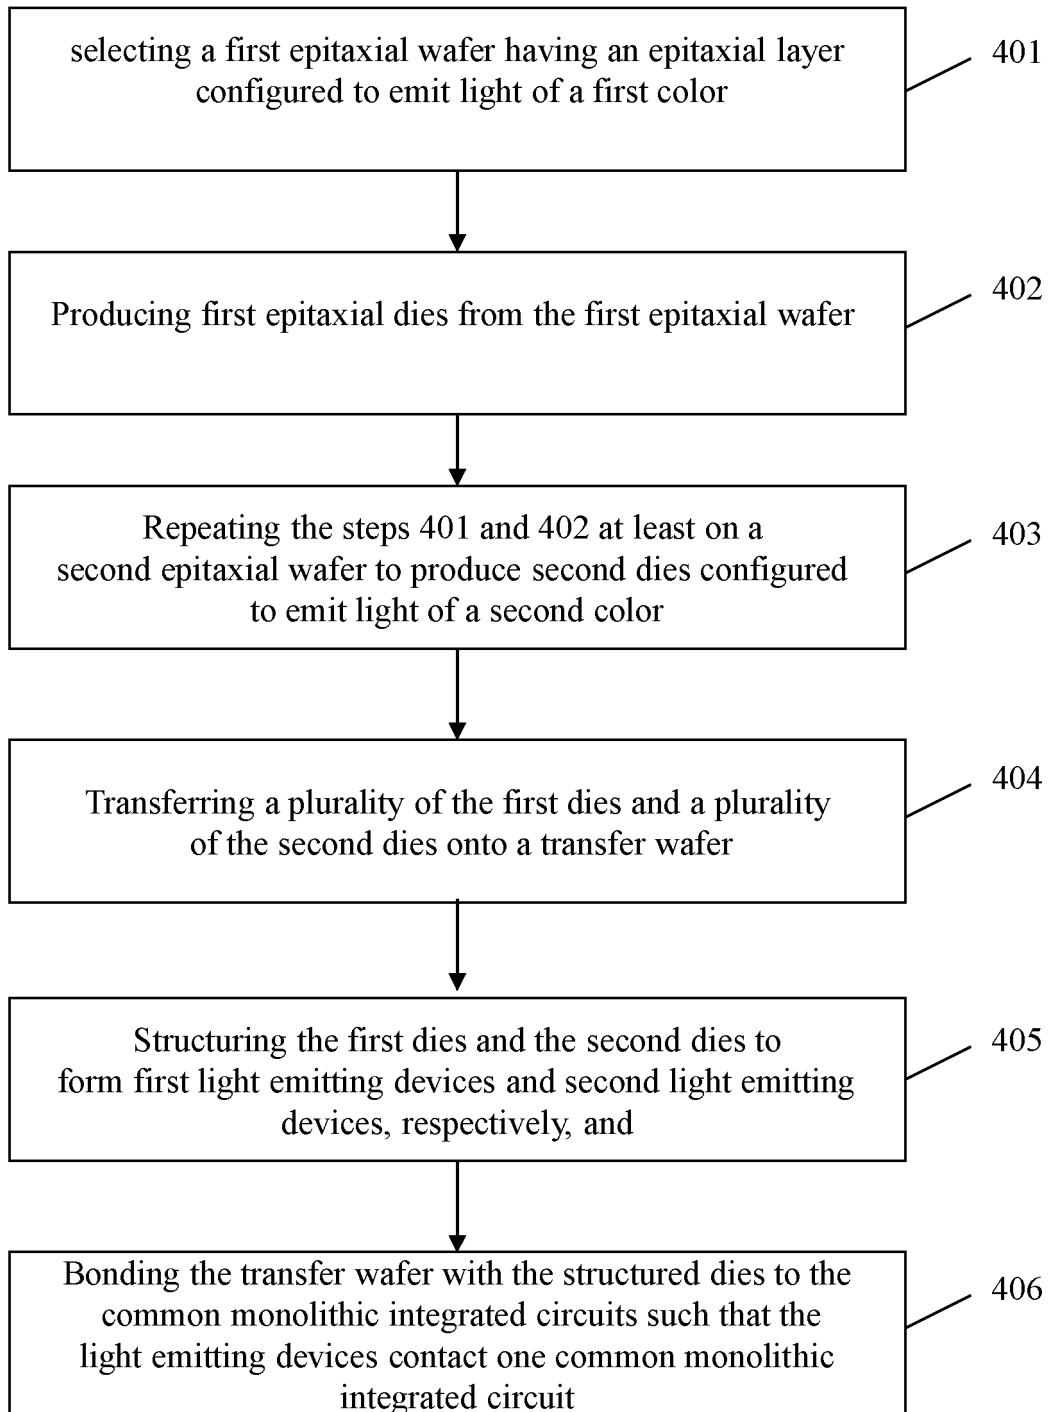 selecting a first epitaxial wafer having an epitaxial layer
configured to emit light of a first color
401
Producing first epitaxial dies from the first epitaxial wafer
402
Repeating the steps 401 and 402 at least on a
second epitaxial wafer to produce second dies configured
to emit light of a second color
403
Transferring a plurality of the first dies and a plurality
of the second dies onto a transfer wafer
404
Structuring the first dies and the second dies to
form first light emitting devices and second light emitting
devices, respectively, and
405
Bonding the transfer wafer with the structured dies to the
common monolithic integrated circuits such that the
light emitting devices contact one common monolithic
integrated circuit
406